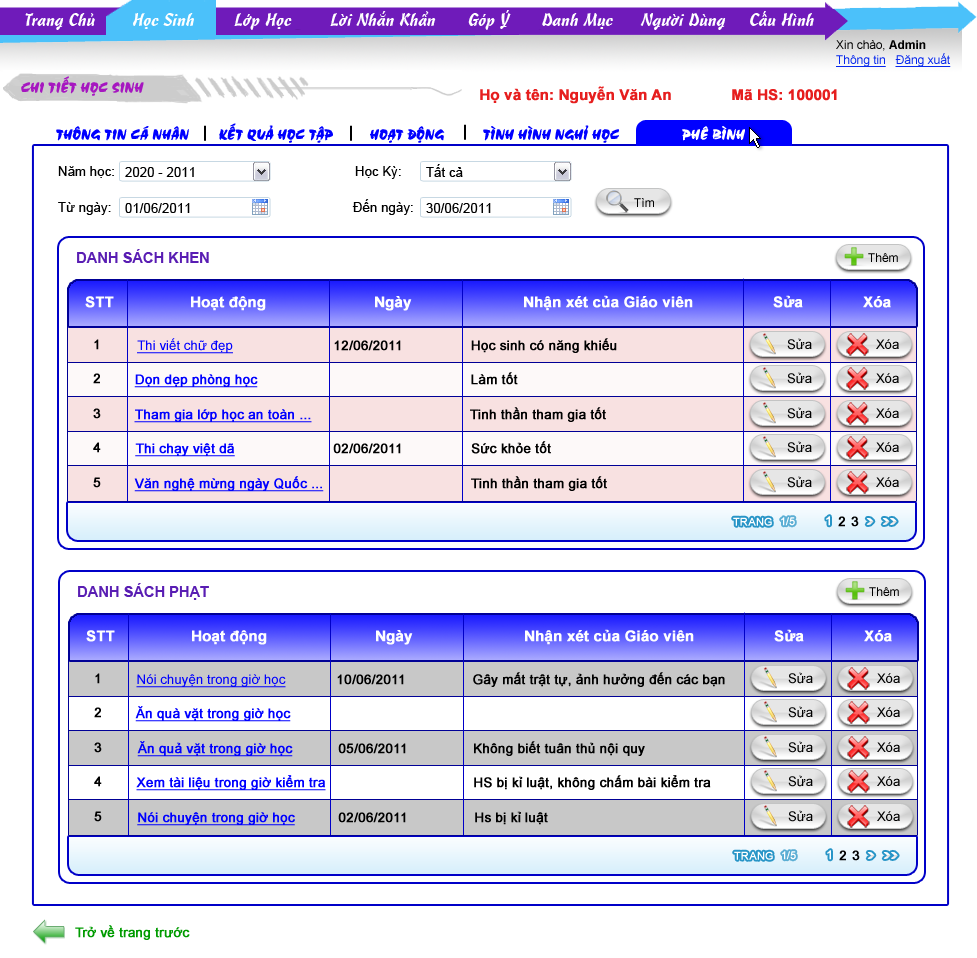 Trang Chủ Học Sinh Lớp Học Lời Nhắn Khẩn Góp Ý Danh Mục Người Dùng Cấu Hình
Xin chào, Admin
Thông tin Đăng xuất
CHI TIẾT HỌC SINH
Họ và tên: Nguyễn Văn An Mã HS: 100001
THÔNG TIN CÁ NHÂN | KẾT QUẢ HỌC TẬP | HOẠT ĐỘNG | TÌNH HÌNH NGHỈ HỌC PHÊ BÌNH
Năm học: 2020 - 2011 Học Kỳ: Tất cả
Từ ngày: 01/06/2011 Đến ngày: 30/06/2011 Tìm
DANH SÁCH KHEN Thêm
STT Hoạt động Ngày Nhận xét của Giáo viên Sửa Xóa
1 Thi viết chữ đẹp 12/06/2011 Học sinh có năng khiếu Sửa Xóa
2 Dọn dẹp phòng học Làm tốt Sửa Xóa
3 Tham gia lớp học an toàn ... Tinh thần tham gia tốt Sửa Xóa
4 Thi chạy việt dã 02/06/2011 Sức khỏe tốt Sửa Xóa
5 Văn nghệ mừng ngày Quốc ... Tinh thần tham gia tốt Sửa Xóa
TRANG 1/5 1 2 3 > >>
DANH SÁCH PHẠT Thêm
STT Hoạt động Ngày Nhận xét của Giáo viên Sửa Xóa
1 Nói chuyện trong giờ học 10/06/2011 Gây mất trật tự, ảnh hưởng đến các bạn Sửa Xóa
2 Ăn quà vặt trong giờ học Sửa Xóa
3 Ăn quả vặt trong giờ học 05/06/2011 Không biết tuân thủ nội quy Sửa Xóa
4 Xem tài liệu trong giờ kiểm tra HS bị kỉ luật, không chấm bài kiểm tra Sửa Xóa
5 Nói chuyện trong giờ học 02/06/2011 Hs bị kỉ luật Sửa Xóa
TRANG 1/5 1 2 3 > >>
Trở về trang trước